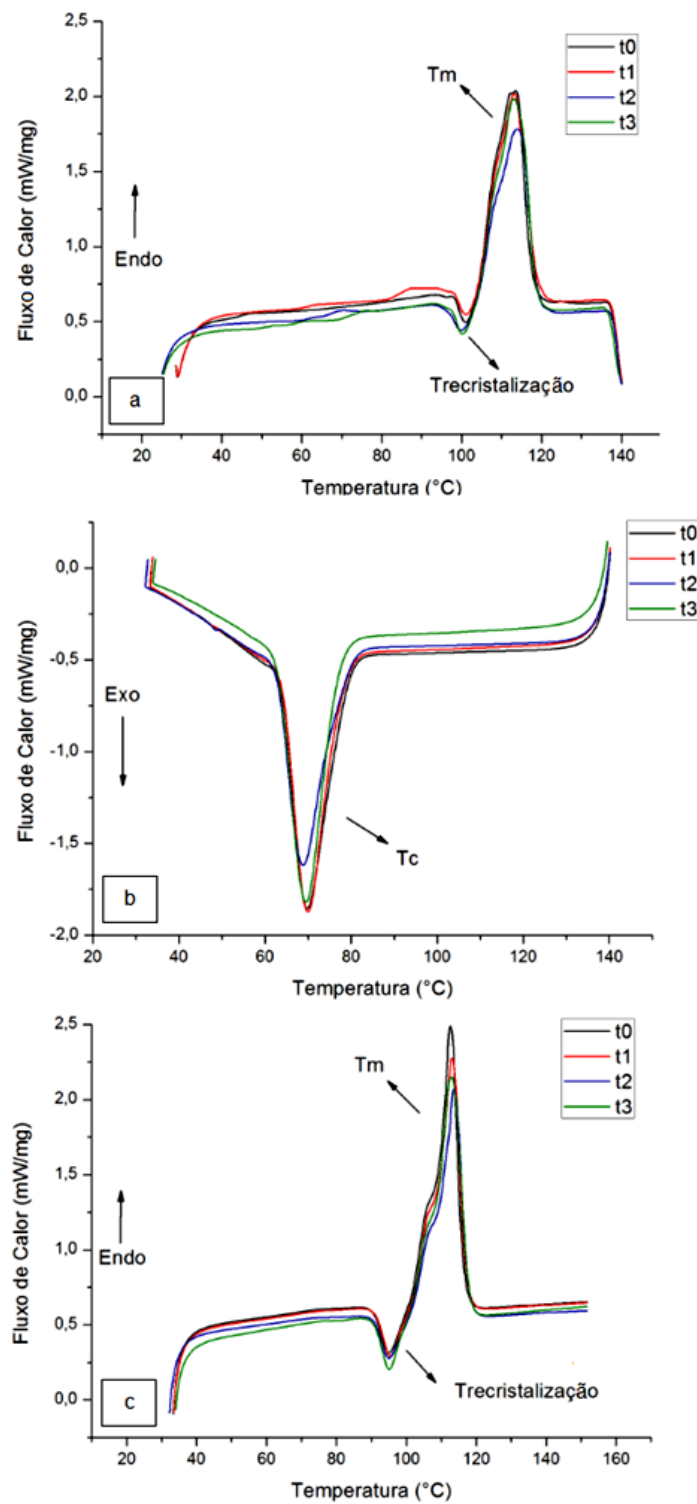 2,5
2,0
1,5
1,0
0,5
0,0
Fluxo de Calor (mW/mg)
Endo
Tm
Trecristalização
t0
t1
t2
t3
a
20
40
60
80
100
120
140
Temperatura (°C)
0,0
-0,5
-1,0
-1,5
-2,0
Fluxo de Calor (mW/mg)
Exo
Tc
t0
t1
t2
t3
b
20
40
60
80
100
120
140
Temperatura (°C)
2,5
2,0
1,5
1,0
0,5
0,0
Fluxo de Calor (mW/mg)
Endo
Tm
Trecristalização
t0
t1
t2
t3
c
20
40
60
80
100
120
140
160
Temperatura (°C)